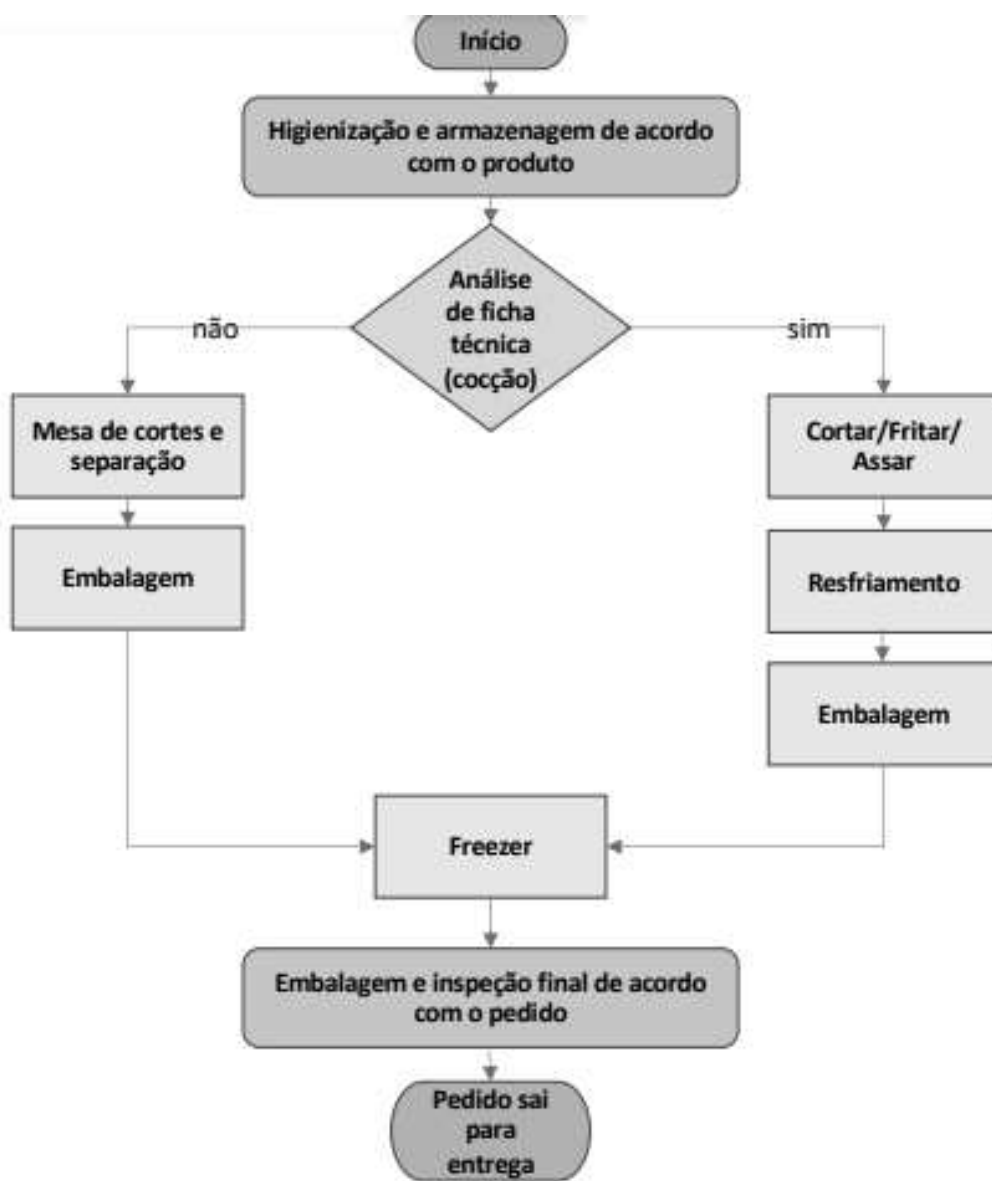 Início
Higienização e armazenagem de acordo
com o produto
Análise
de ficha
técnica
(cocção)
não
sim
Mesa de cortes e
separação
Cortar/Fritar/
Assar
Embalagem
Resfriamento
Embalagem
Freezer
Embalagem e inspeção final de acordo
com o pedido
Pedido sai
para
entrega